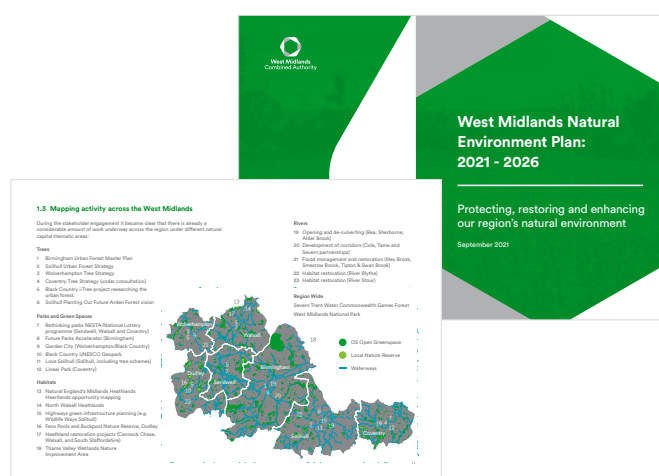 West Midlands
Combined Authority
West Midlands Natural
Environment Plan:
2021 - 2026
Protecting, restoring and enhancing
our region's natural environment
September 2021
1.3 Mapping activity across the West Midlands
During the stakeholder engagement it became clear that there is already a
considerable amount of work underway across the region under different natural
capital thematic areas:
Trees
1 Birmingham Urban Forest Master Plan
2 Solihull Urban Forest Strategy
3 Wolverhampton Tree Strategy
4 Coventry Tree Strategy (under consultation)
5 Black Country i-Tree project researching the
urban forest.
6 Solihull Planting Our Future Arden Forest vision
Parks and Green Spaces
7 Rethinking parks NESTA/National Lottery
programme (Sandwell, Walsall and Coventry)
8 Future Parks Accelerator (Birmingham)
9 Garden City (Wolverhampton/Black Country)
10 Black Country UNESCO Geopark
11 Love Solihull (Solihull, including tree schemes)
12 Linear Park (Coventry)
Habitats
13 Natural England's Midlands Heathlands
Heartlands opportunity mapping
14 North Walsall Heathlands
15 Highways green infrastructure planning (e.g.
Wildlife Ways Solihull)
16 Fens Pools and Buckpool Nature Reserve, Dudley
17 Heathland restoration projects (Cannock Chase,
Walsall, and South Staffordshire)
18 Thame Valley Wetlands Nature
Improvement Area
Rivers
19 Opening and de-culverting (Rea, Sherborne,
Alder Brook)
20 Development of corridors (Cole, Tame and
Severn partnerships)
21 Flood management and restoration (Illey Brook,
Smestow Brook, Tipton & Swan Brook)
22 Habitat restoration (River Blythe)
23 Habitat restoration (River Stour)
Region Wide
Severn Trent Water Commonwealth Games Forest
West Midlands National Park
OS Open Greenspace
Local Nature Reserve
Waterways
Wolverhampton
Walsall
Dudley
Sandwell
Birmingham
Solihull
Coventry